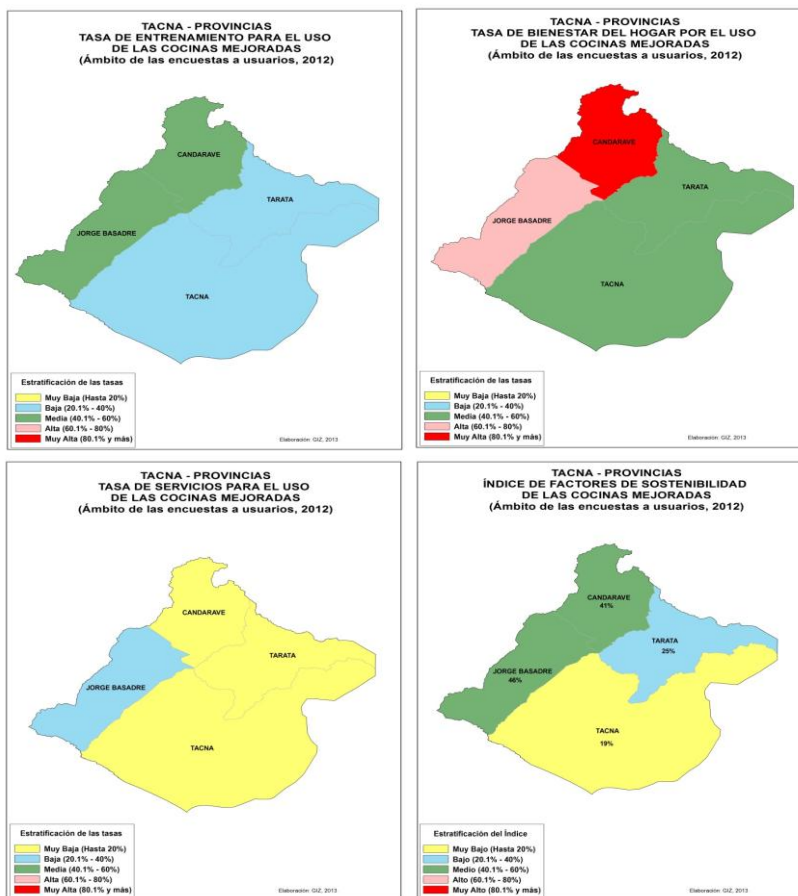 TACNA - PROVINCIAS
TASA DE ENTRENAMIENTO PARA EL USO
DE LAS COCINAS MEJORADAS
(Ámbito de las encuestas a usuarios, 2012)
CANDARAVE
TARATA
JORGE BASADRE
TACNA
Estratificación de las tasas
Muy Baja (Hasta 20%)
Baja (20.1% - 40%)
Media (40.1% - 60%)
Alta (60.1% - 80%)
Muy Alta (80.1% y más)
Elaboración: GIZ, 2013
TACNA - PROVINCIAS
TASA DE BIENESTAR DEL HOGAR POR EL USO
DE LAS COCINAS MEJORADAS
(Ámbito de las encuestas a usuarios, 2012)
CANDARAVE
TARATA
JORGE BASADRE
TACNA
Estratificación de las tasas
Muy Baja (Hasta 20%)
Baja (20.1% - 40%)
Media (40.1% - 60%)
Alta (60.1% - 80%)
Muy Alta (80.1% y más)
Elaboración: GIZ, 2013
TACNA - PROVINCIAS
TASA DE SERVICIOS PARA EL USO
DE LAS COCINAS MEJORADAS
(Ámbito de las encuestas a usuarios, 2012)
CANDARAVE
TARATA
JORGE BASADRE
TACNA
Estratificación de las tasas
Muy Baja (Hasta 20%)
Baja (20.1% - 40%)
Media (40.1% - 60%)
Alta (60.1% - 80%)
Muy Alta (80.1% y más)
Elaboración: GIZ, 2013
TACNA - PROVINCIAS
ÍNDICE DE FACTORES DE SOSTENIBILIDAD
DE LAS COCINAS MEJORADAS
(Ámbito de las encuestas a usuarios, 2012)
CANDARAVE
41%
TARATA
25%
JORGE BASADRE
46%
TACNA
19%
Estratificación del Índice
Muy Bajo (Hasta 20%)
Bajo (20.1% - 40%)
Medio (40.1% - 60%)
Alto (60.1% - 80%)
Muy Alto (80.1% y más)
Elaboración: GIZ, 2013